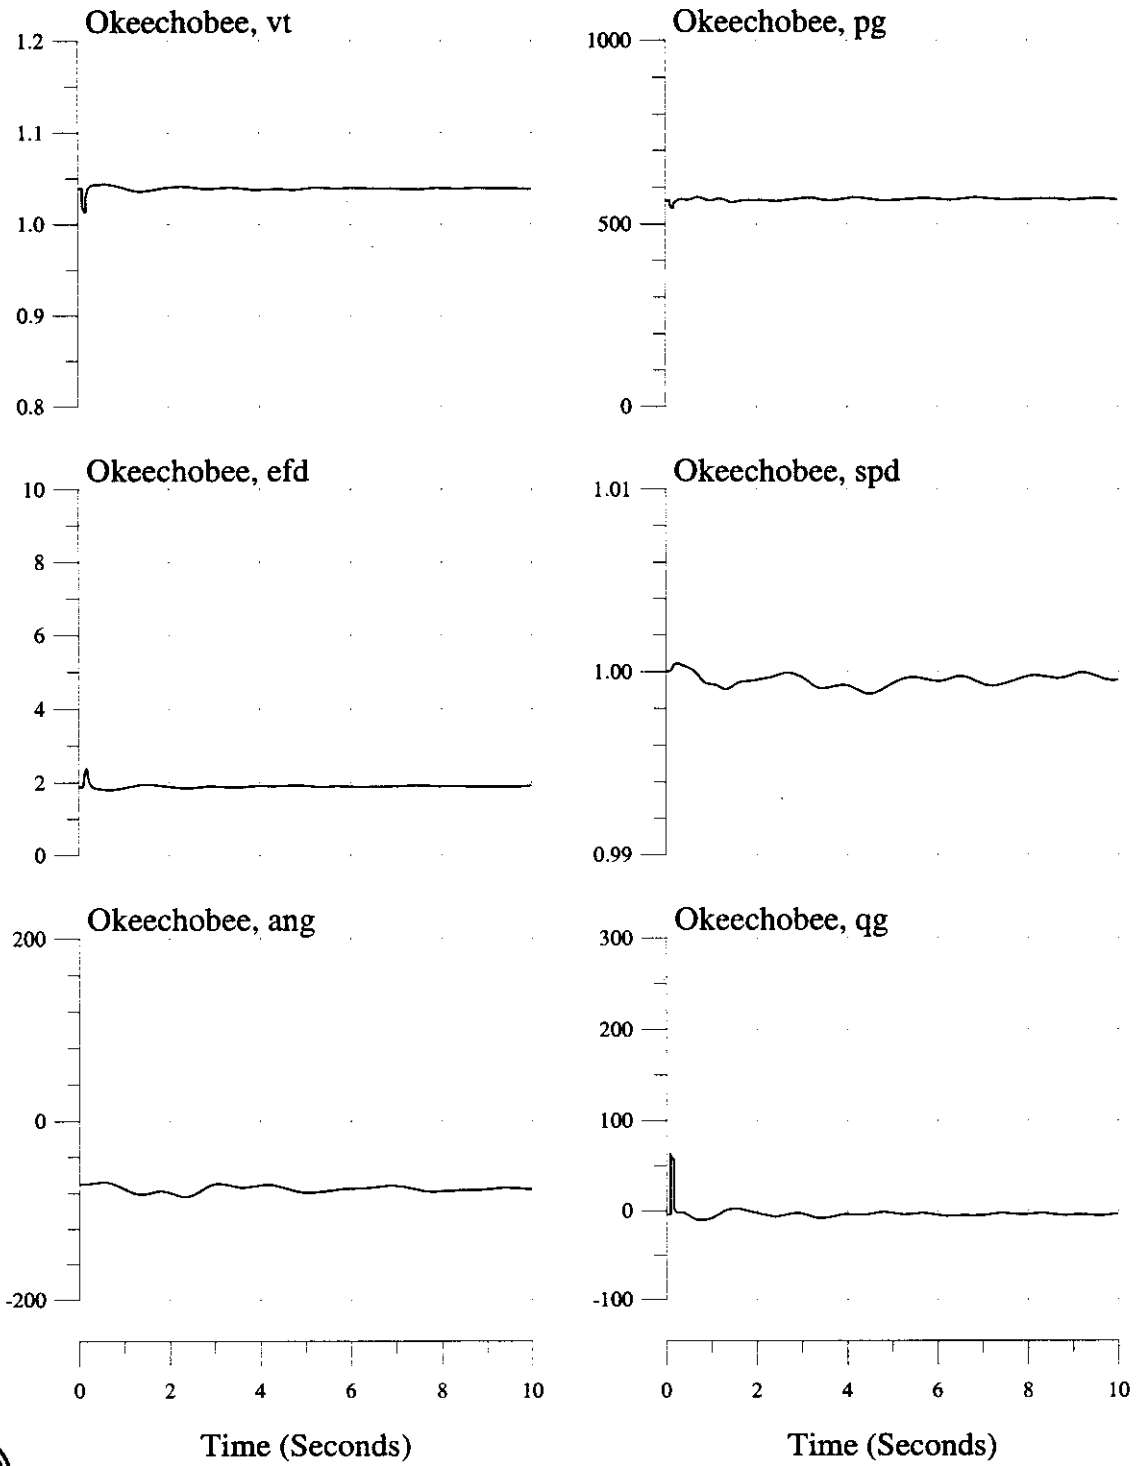 Okeechobee, vt
1.2
1.1
1.0
0.9
0.8
Okeechobee, pg
1000
500
0
Okeechobee, efd
10
8
6
4
2
0
Okeechobee, spd
1.01
1.00
0.99
Okeechobee, ang
200
0
-200
Okeechobee, qg
300
200
100
0
-100
0 2 4 6 8 10
Time (Seconds)
0 2 4 6 8 10
Time (Seconds)